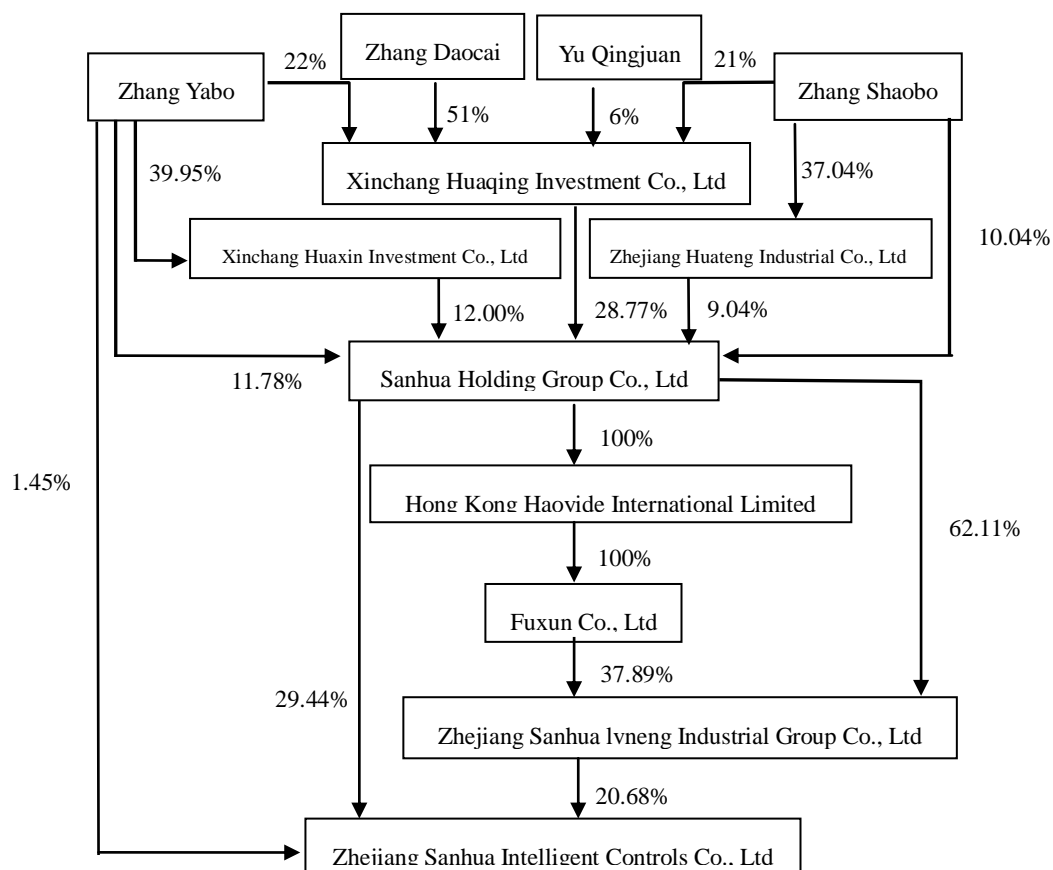 Zhang Daocai
Yu Qingjuan
22%
21%
Zhang Yabo
Zhang Shaobo
51%
6%
39.95%
Xinchang Huaqing Investment Co., Ltd
37.04%
10.04%
Xinchang Huaxin Investment Co., Ltd
Zhejiang Huateng Industrial Co., Ltd
12.00%
28.77%
9.04%
Sanhua Holding Group Co., Ltd
11.78%
100%
1.45%
Hong Kong Haovide International Limited
62.11%
100%
Fuxun Co., Ltd
37.89%
29.44%
Zhejiang Sanhua lvneng Industrial Group Co., Ltd
20.68%
Zhejiang Sanhua Intelligent Controls Co., Ltd